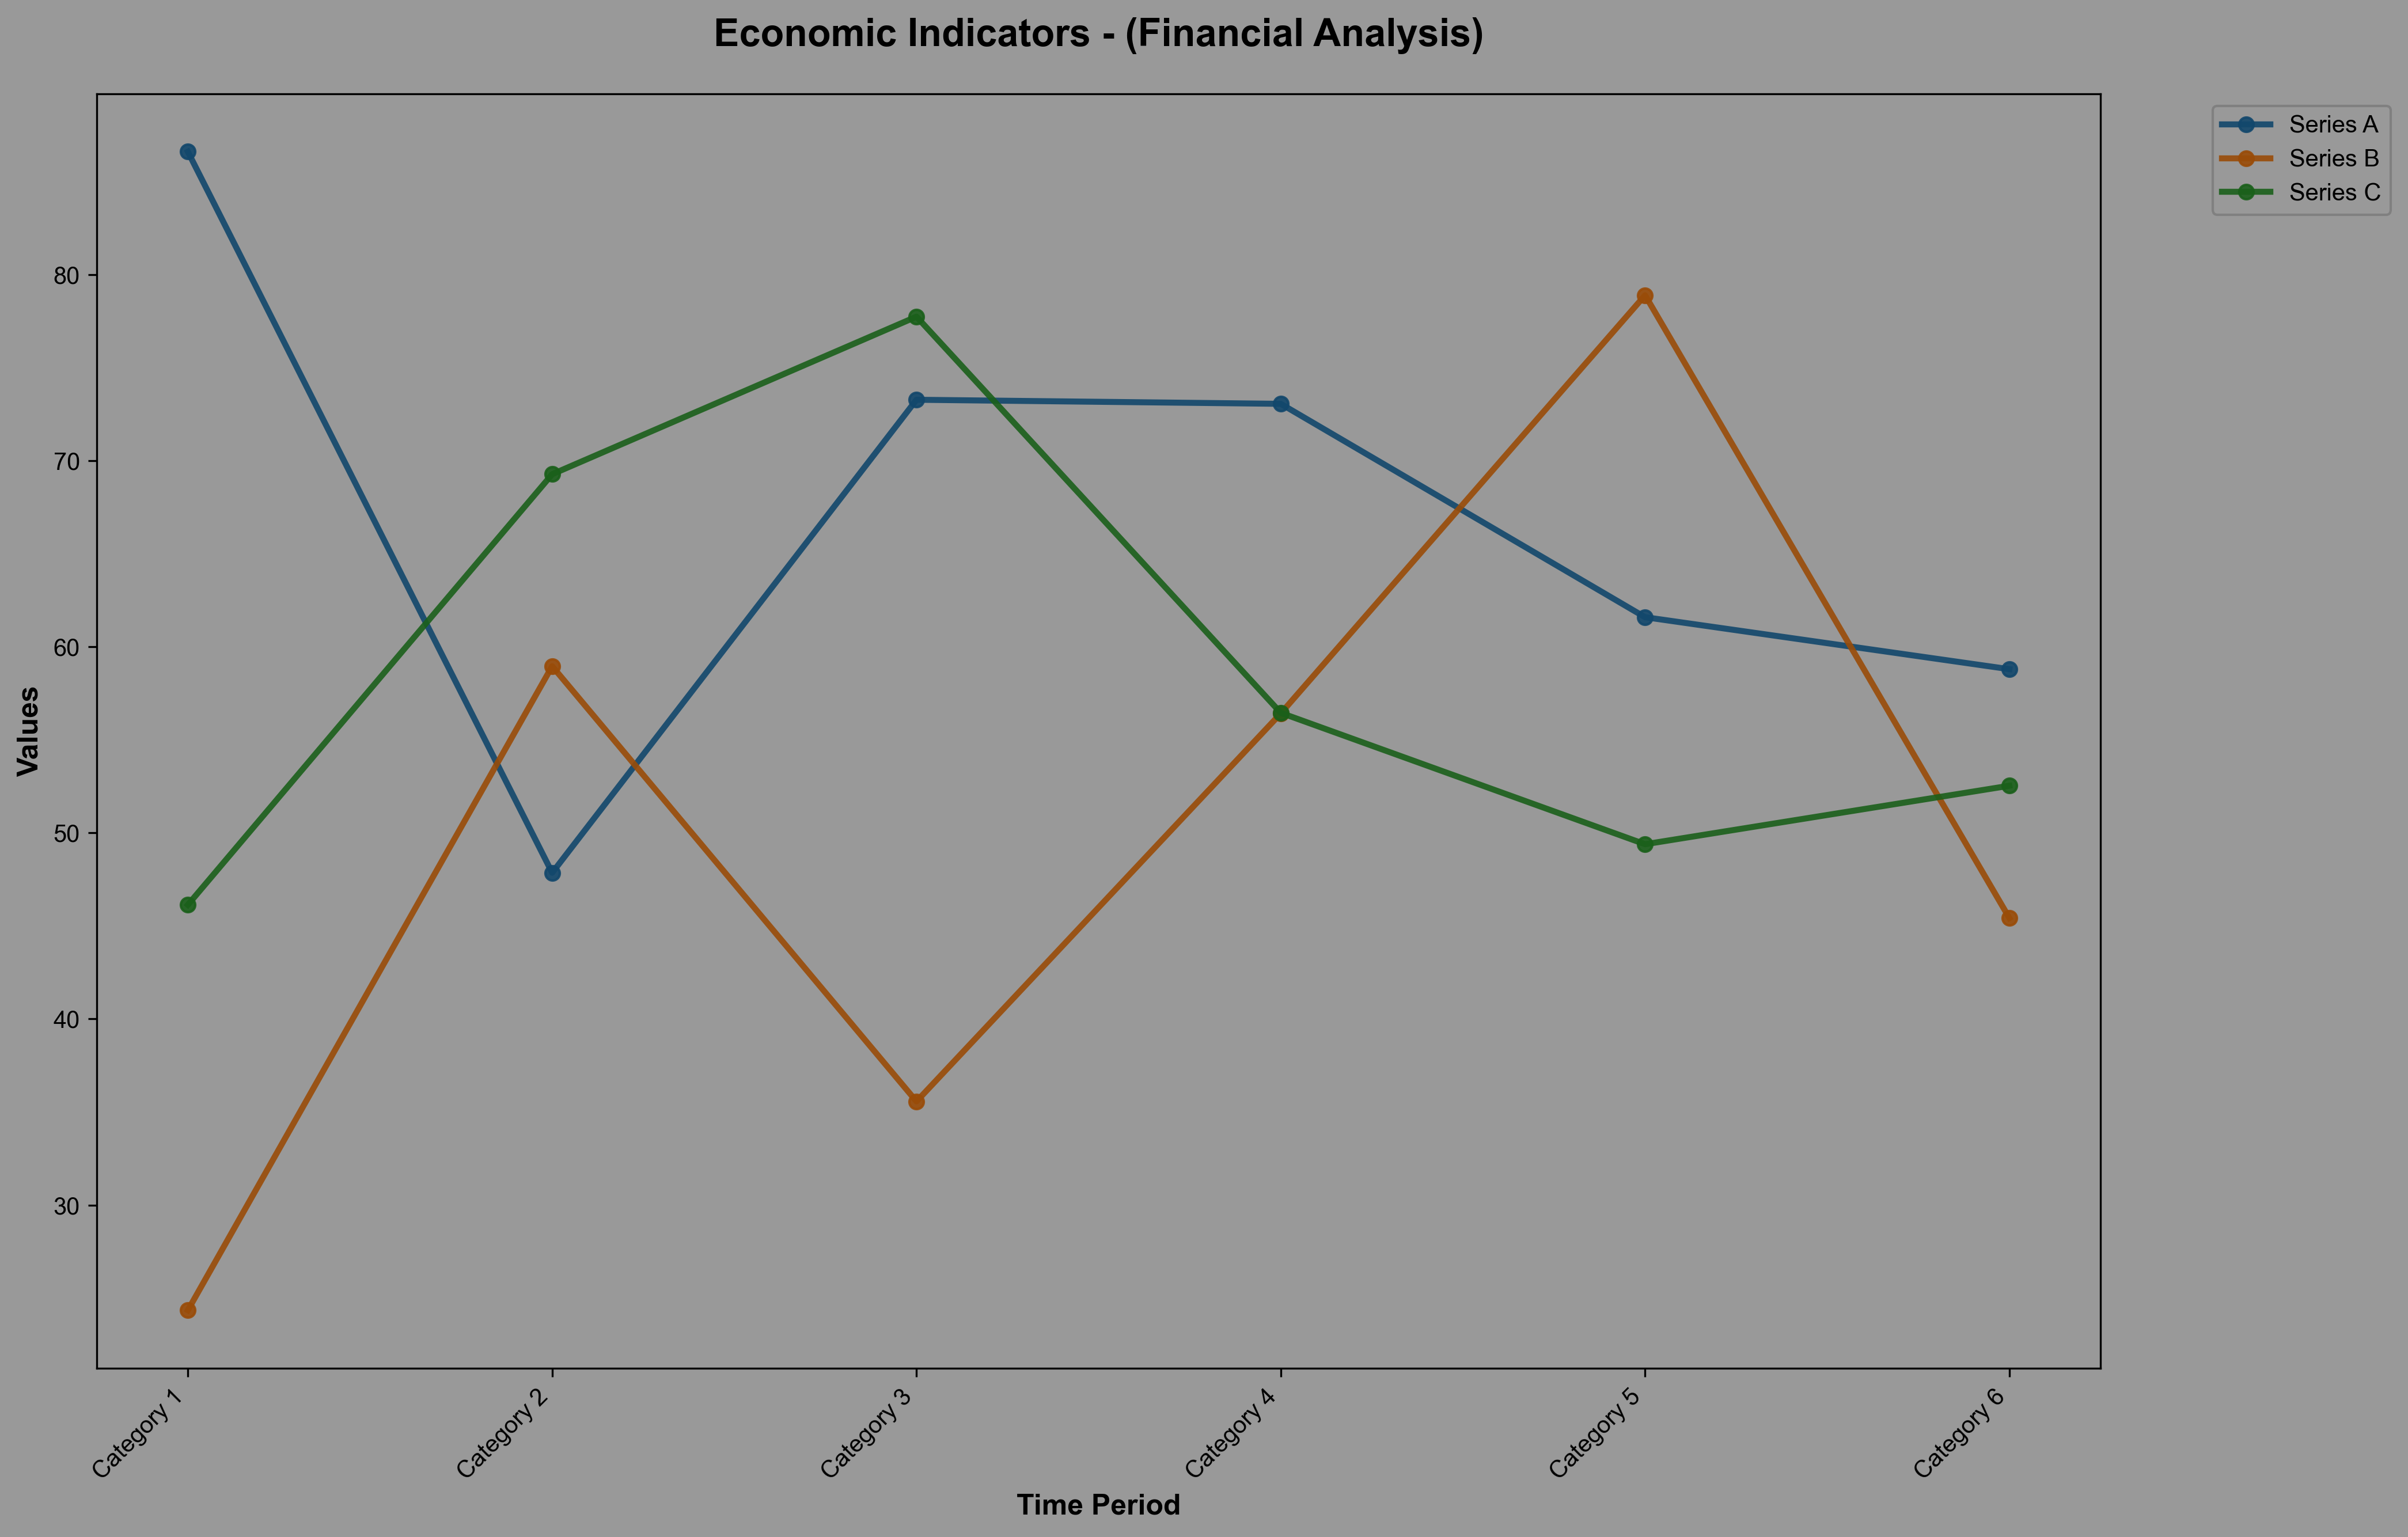 Economic Indicators - (Financial Analysis)
Series A
Series B
Series C
Values
80
70
60
50
40
30
Category 1
Category 2
Category 3
Category 4
Category 5
Category 6
Time Period